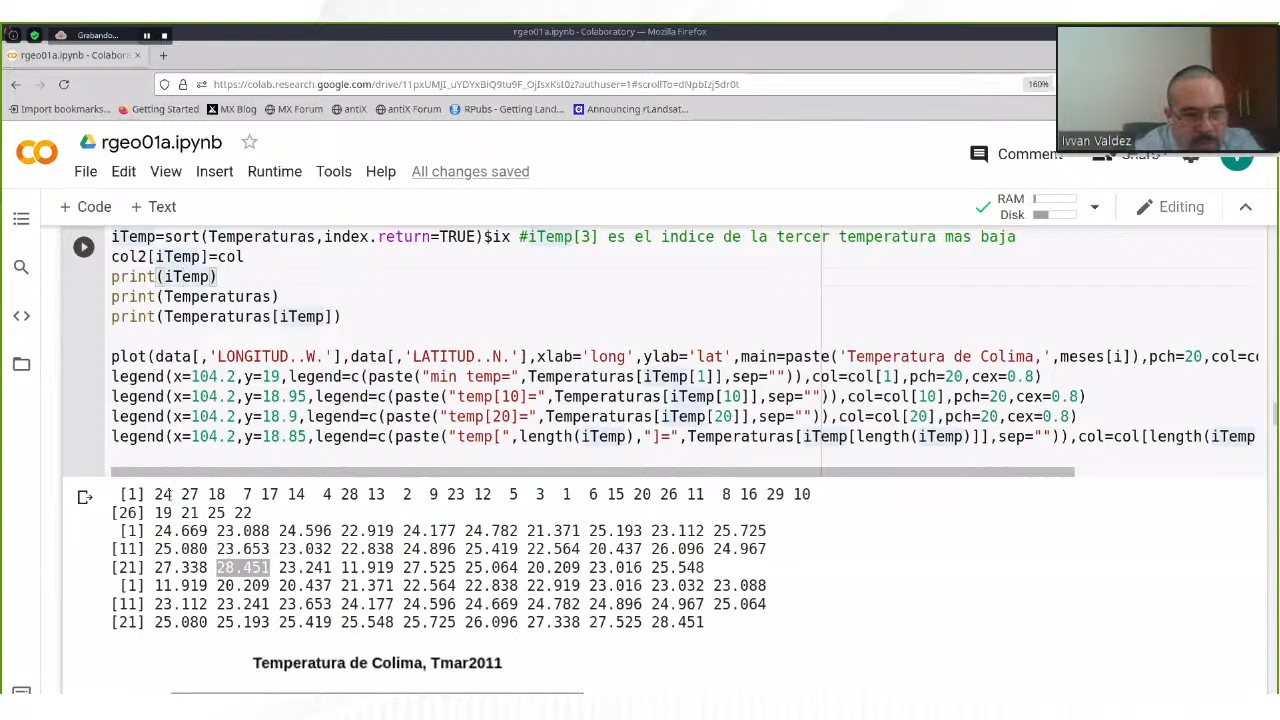 Grabando...
rgeo01a.ipynb - Colaboratory — Mozilla Firefox
rgeo01a.ipynb - Colabora
https://colab.research.google.com/drive/11pxUMJI_uYDYxBiQ9tu9F_OjIsxKst0z?authuser=1#scrollTo=dNpbIzj5dr0t
160%
Import bookmarks...
Getting Started
MX Blog
MX Forum
antiX
antiX Forum
RPubs - Getting Land...
Announcing rLandsat...
Ivvan Valdez
rgeo01a.ipynb
Comment
File Edit View Insert Runtime Tools Help All changes saved
+ Code + Text
RAM
Disk
Editing
iTemp=sort(Temperaturas,index.return=TRUE)$ix #iTemp[3] es el indice de la tercer temperatura mas baja
col2[iTemp]=col
print(iTemp)
print(Temperaturas)
print(Temperaturas[iTemp])
plot(data[,'LONGITUD..W.'],data[,'LATITUD..N.'],xlab='long',ylab='lat',main=paste('Temperatura de Colima,',meses[i]),pch=20,col=co
legend(x=104.2,y=19,legend=c(paste("min temp=",Temperaturas[iTemp[1]],sep="")),col=col[1],pch=20,cex=0.8)
legend(x=104.2,y=18.95,legend=c(paste("temp[10]=",Temperaturas[iTemp[10]],sep="")),col=col[10],pch=20,cex=0.8)
legend(x=104.2,y=18.9,legend=c(paste("temp[20]=",Temperaturas[iTemp[20]],sep="")),col=col[20],pch=20,cex=0.8)
legend(x=104.2,y=18.85,legend=c(paste("temp[",length(iTemp),"]=",Temperaturas[iTemp[length(iTemp)]],sep="")),col=col[length(iTemp
[1] 24 27 18 7 17 14 4 28 13 2 9 23 12 5 3 1 6 15 20 26 11 8 16 29 10
[26] 19 21 25 22
[1] 24.669 23.088 24.596 22.919 24.177 24.782 21.371 25.193 23.112 25.725
[11] 25.080 23.653 23.032 22.838 24.896 25.419 22.564 20.437 26.096 24.967
[21] 27.338 28.451 23.241 11.919 27.525 25.064 20.209 23.016 25.548
[1] 11.919 20.209 20.437 21.371 22.564 22.838 22.919 23.016 23.032 23.088
[11] 23.112 23.241 23.653 24.177 24.596 24.669 24.782 24.896 24.967 25.064
[21] 25.080 25.193 25.419 25.548 25.725 26.096 27.338 27.525 28.451
Temperatura de Colima, Tmar2011